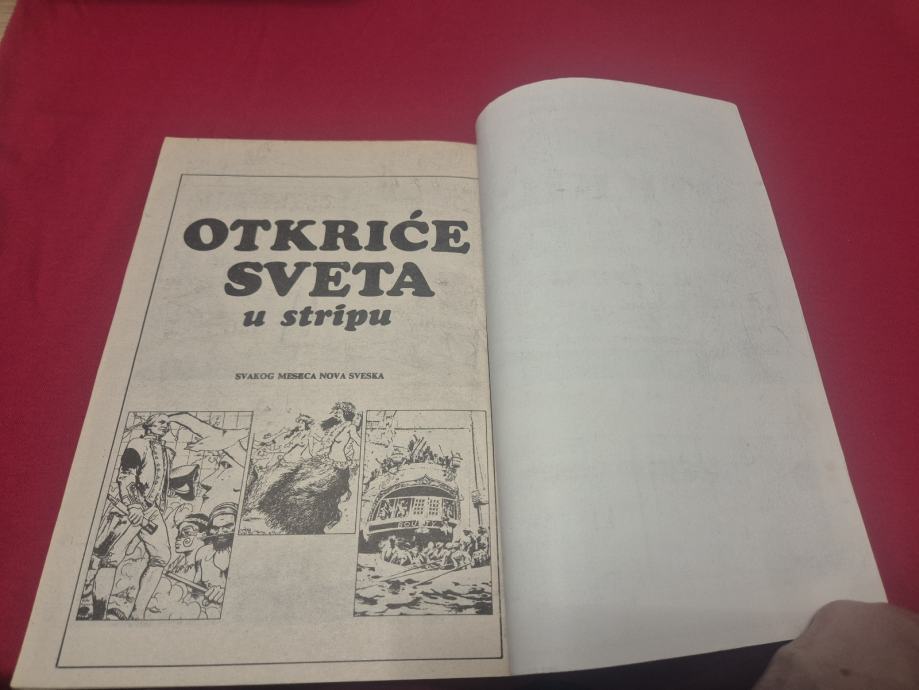 OTKRIĆE
SVETA
u stripu
SVAKOG MESECA NOVA SVESKA
BOUNTY